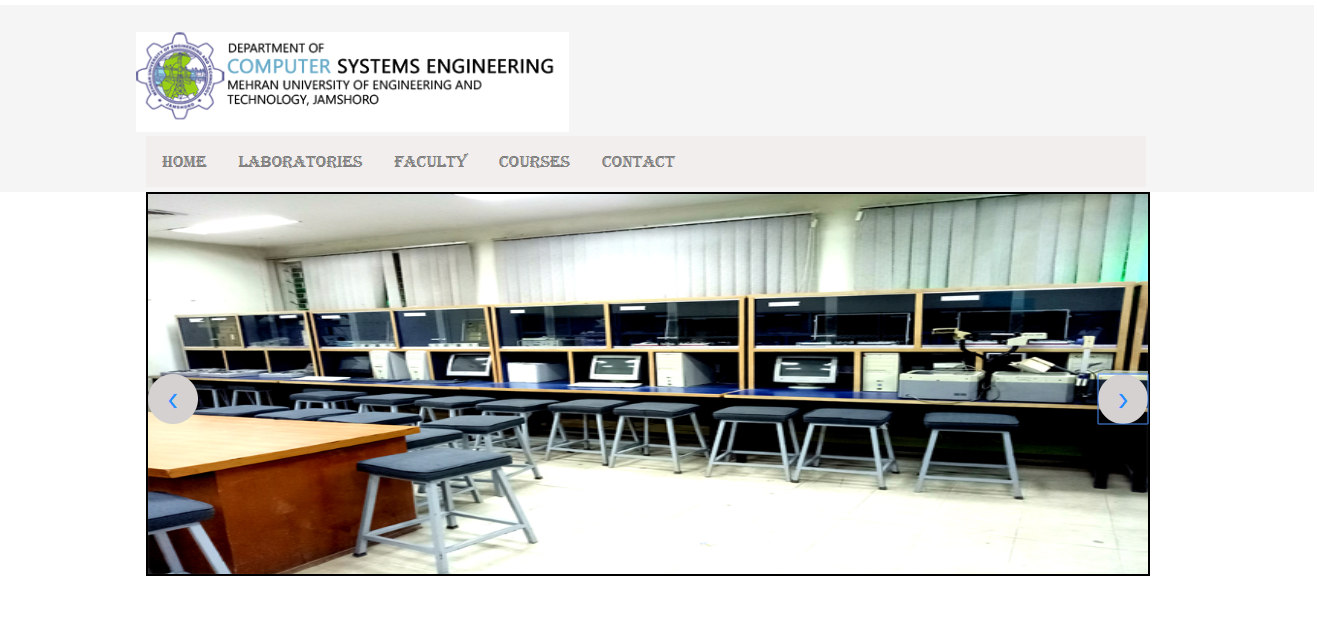 DEPARTMENT OF
COMPUTER SYSTEMS ENGINEERING
MEHRAN UNIVERSITY OF ENGINEERING AND
TECHNOLOGY, JAMSHORO
HOME LABORATORIES FACULTY COURSES CONTACT
‹ ›